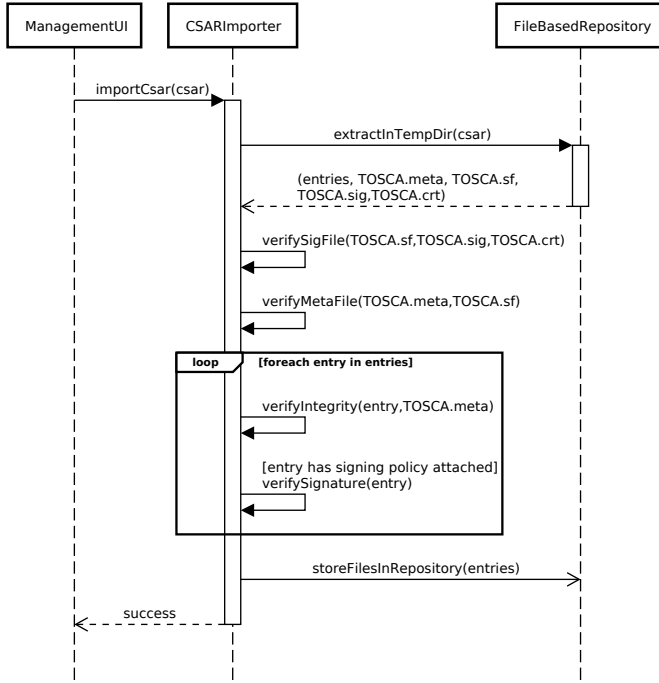 ManagementUI
CSARImporter
FileBasedRepository
importCsar(csar)
extractInTempDir(csar)
(entries, TOSCA.meta, TOSCA.sf,
TOSCA.sig,TOSCA.crt)
verifySigFile(TOSCA.sf,TOSCA.sig,TOSCA.crt)
verifyMetaFile(TOSCA.meta,TOSCA.sf)
loop
[foreach entry in entries]
verifyIntegrity(entry,TOSCA.meta)
[entry has signing policy attached]
verifySignature(entry)
storeFilesInRepository(entries)
success